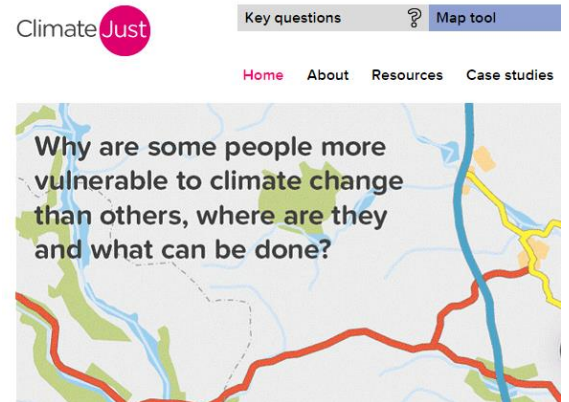 Climate Just
Key questions ? Map tool
Home About Resources Case studies
Why are some people more
vulnerable to climate change
than others, where are they
and what can be done?